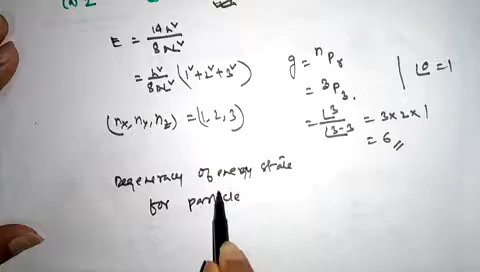 E = 14h²/8mL²
= h²/8mL² (1²+2²+3²)
(nx, ny, nz) = (1, 2, 3)
g = ⁿPr
= ³P₃.
= ⌊3/⌊3-3 = 3×2×1
= 6
⌊0 = 1
Degeneracy of energy state
for particle